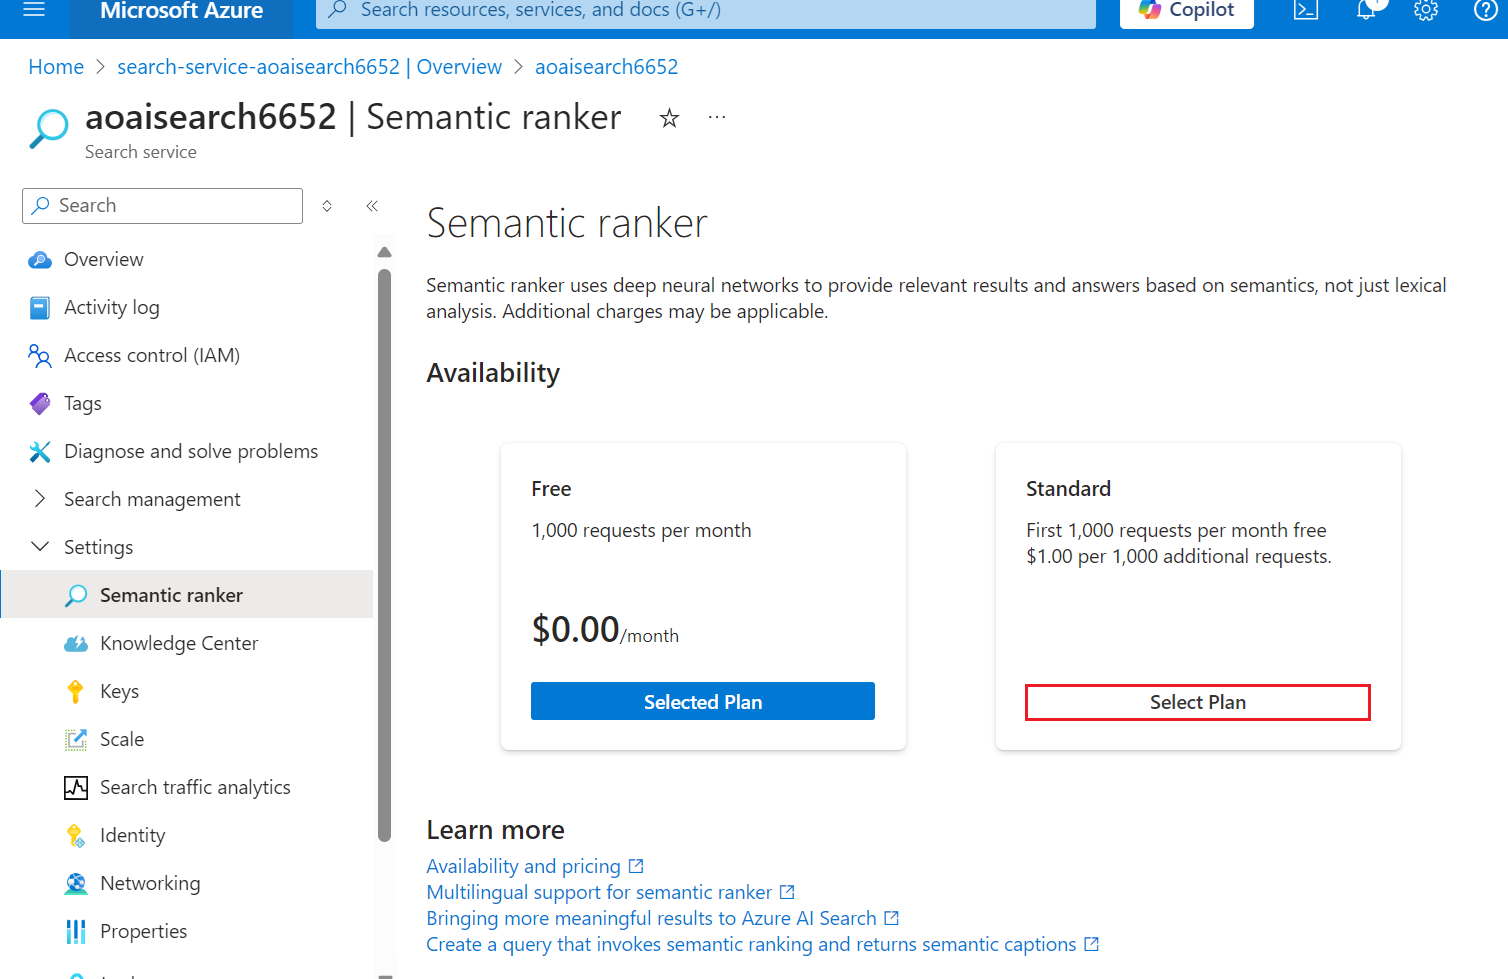 Microsoft Azure
Search resources, services, and docs (G+/)
Copilot
Home > search-service-aoaisearch6652 | Overview > aoaisearch6652
aoaisearch6652 | Semantic ranker
Search service
Search
Overview
Activity log
Access control (IAM)
Tags
Diagnose and solve problems
Search management
Settings
Semantic ranker
Knowledge Center
Keys
Scale
Search traffic analytics
Identity
Networking
Properties
Semantic ranker
Semantic ranker uses deep neural networks to provide relevant results and answers based on semantics, not just lexical
analysis. Additional charges may be applicable.
Availability
Free
1,000 requests per month
$0.00/month
Selected Plan
Standard
First 1,000 requests per month free
$1.00 per 1,000 additional requests.
Select Plan
Learn more
Availability and pricing
Multilingual support for semantic ranker
Bringing more meaningful results to Azure AI Search
Create a query that invokes semantic ranking and returns semantic captions